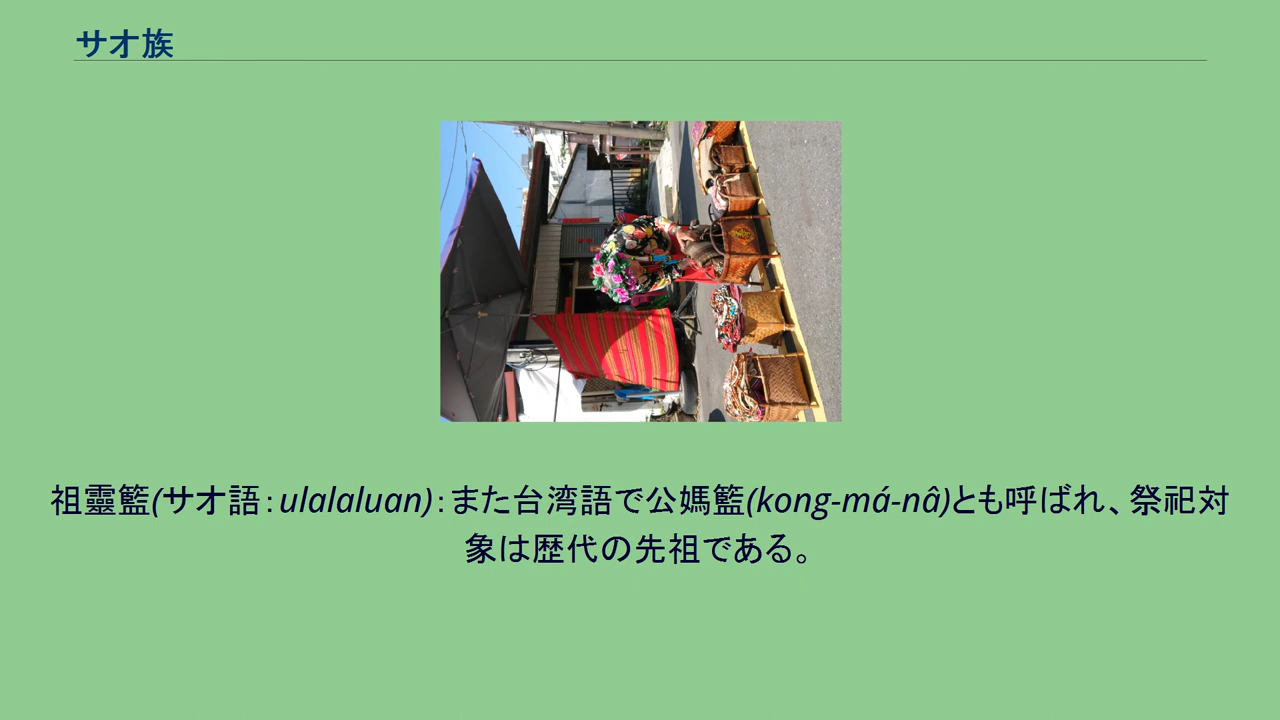 サオ族
祖靈籃(サオ語：ulalaluan)：また台湾語で公媽籃(kong-má-nâ)とも呼ばれ、祭祀対
象は歴代の先祖である。